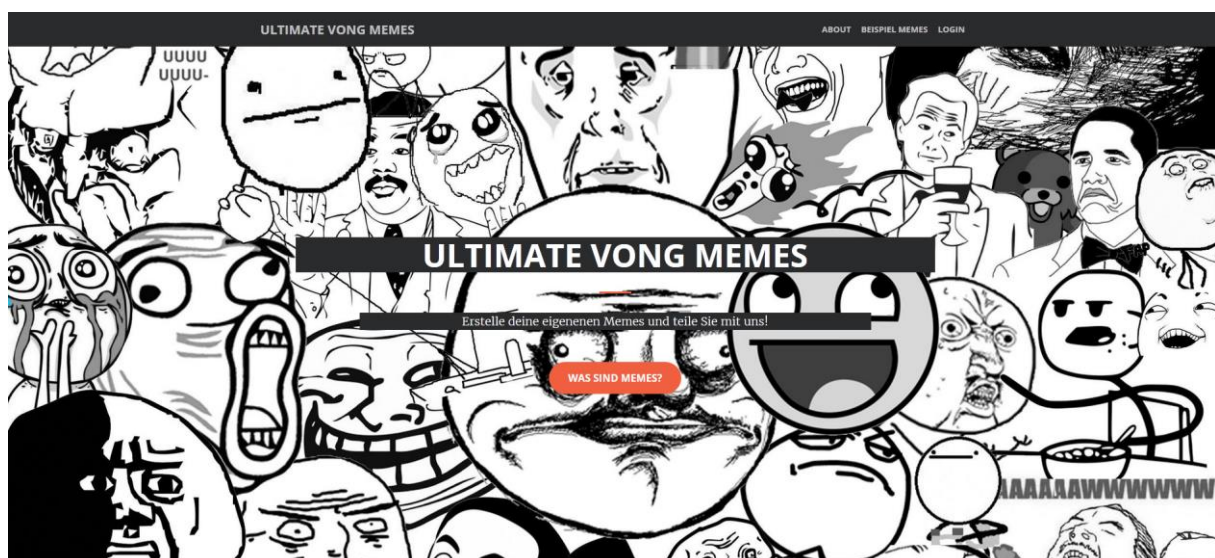 ULTIMATE VONG MEMES
ABOUT BEISPIEL MEMES LOGIN
UUUU
UUUU-
ULTIMATE VONG MEMES
Erstelle deine eigenenen Memes und teile Sie mit uns!
WAS SIND MEMES?
AAAAAAWWWWWW